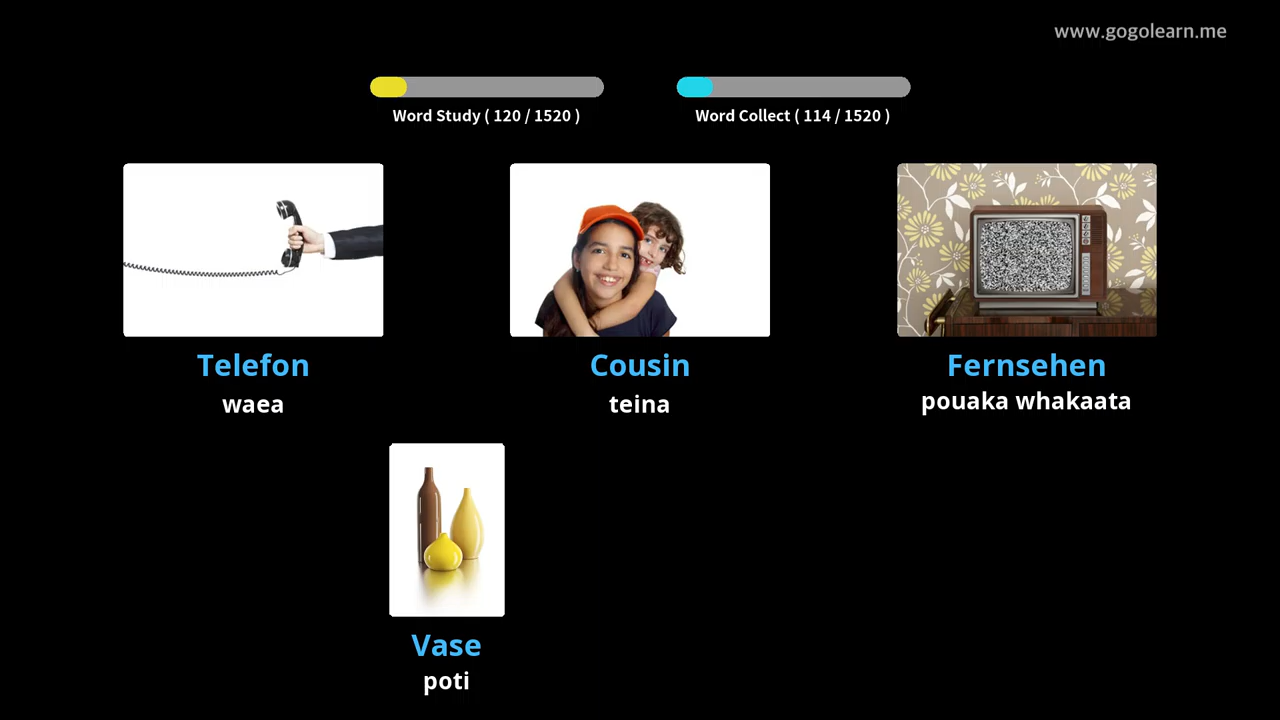 www.gogolearn.me
Word Study ( 120 / 1520 )
Word Collect ( 114 / 1520 )
Telefon
waea
Cousin
teina
Fernsehen
pouaka whakaata
Vase
poti